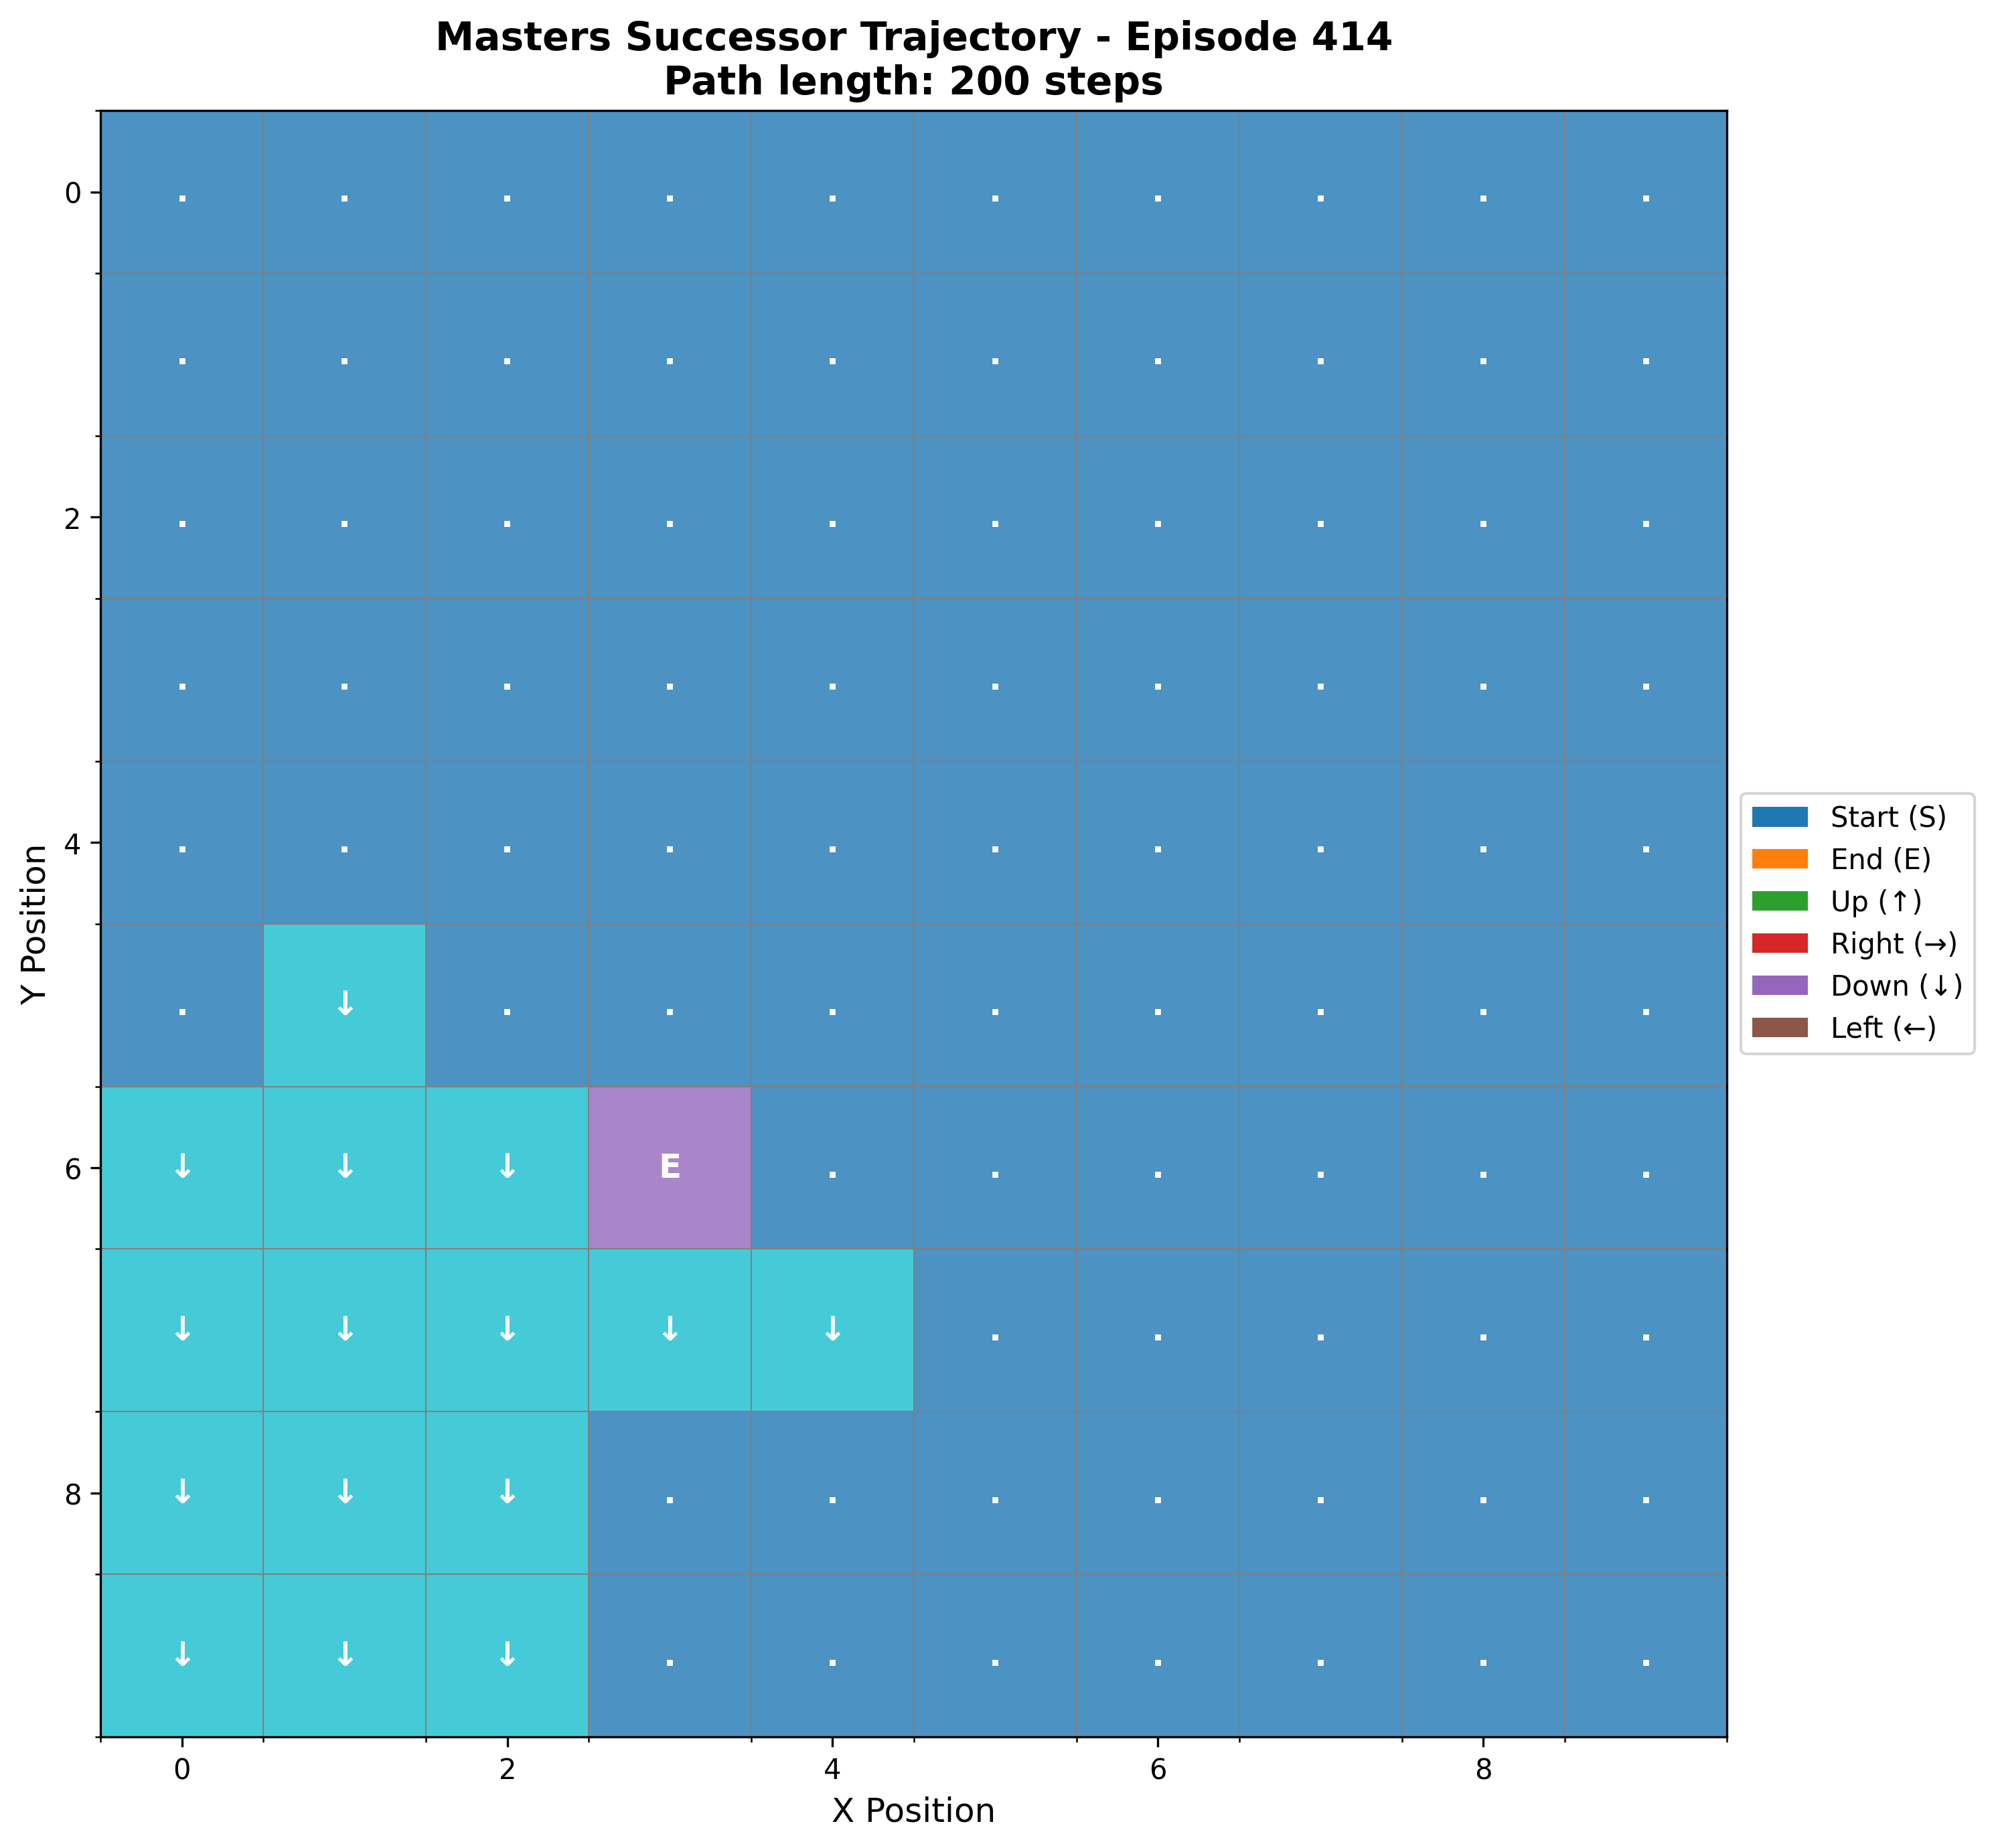 Masters Successor Trajectory - Episode 414
Path length: 200 steps
0 . . . . . . . . . .
. . . . . . . . . .
2 . . . . . . . . . .
. . . . . . . . . .
4 . . . . . . . . . .
. ↓ . . . . . . . .
6 ↓ ↓ ↓ E . . . . . .
↓ ↓ ↓ ↓ ↓ . . . . .
8 ↓ ↓ ↓ . . . . . . .
↓ ↓ ↓ . . . . . . .
0 2 4 6 8
X Position
Y Position
Start (S)
End (E)
Up (↑)
Right (→)
Down (↓)
Left (←)